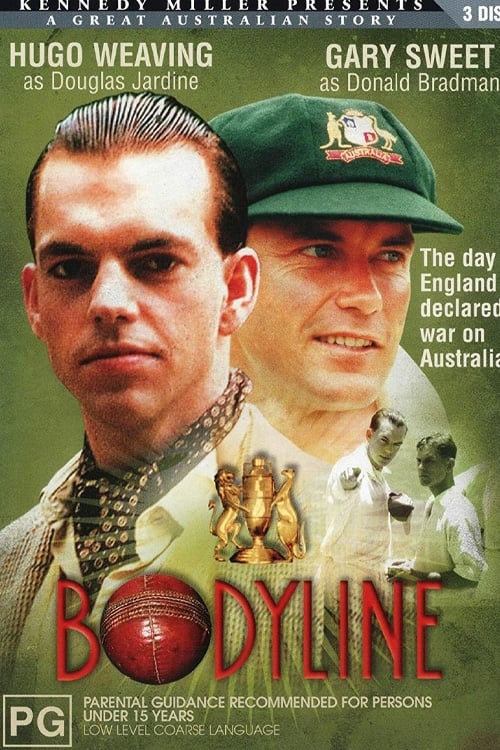 KENNEDY MILLER PRESENTS
A GREAT AUSTRALIAN STORY
3 DIS
HUGO WEAVING
as Douglas Jardine
GARY SWEET
as Donald Bradman
AUSTRALIA
The day
England
declared
war on
Australia
BODYLINE
PG
PARENTAL GUIDANCE RECOMMENDED FOR PERSONS
UNDER 15 YEARS
LOW LEVEL COARSE LANGUAGE